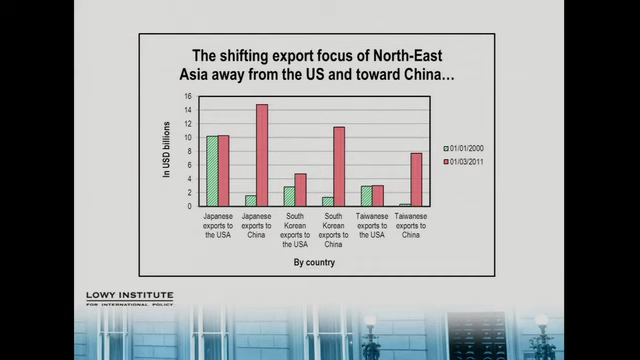 The shifting export focus of North-East
Asia away from the US and toward China...
16
14
12
10
8
6
4
2
0
In USD billions
01/01/2000
01/03/2011
Japanese
exports to
the USA
Japanese
exports to
China
South
Korean
exports to
the USA
South
Korean
exports to
China
Taiwanese
exports to
the USA
Taiwanese
exports to
China
By country
LOWY INSTITUTE
FOR INTERNATIONAL POLICY